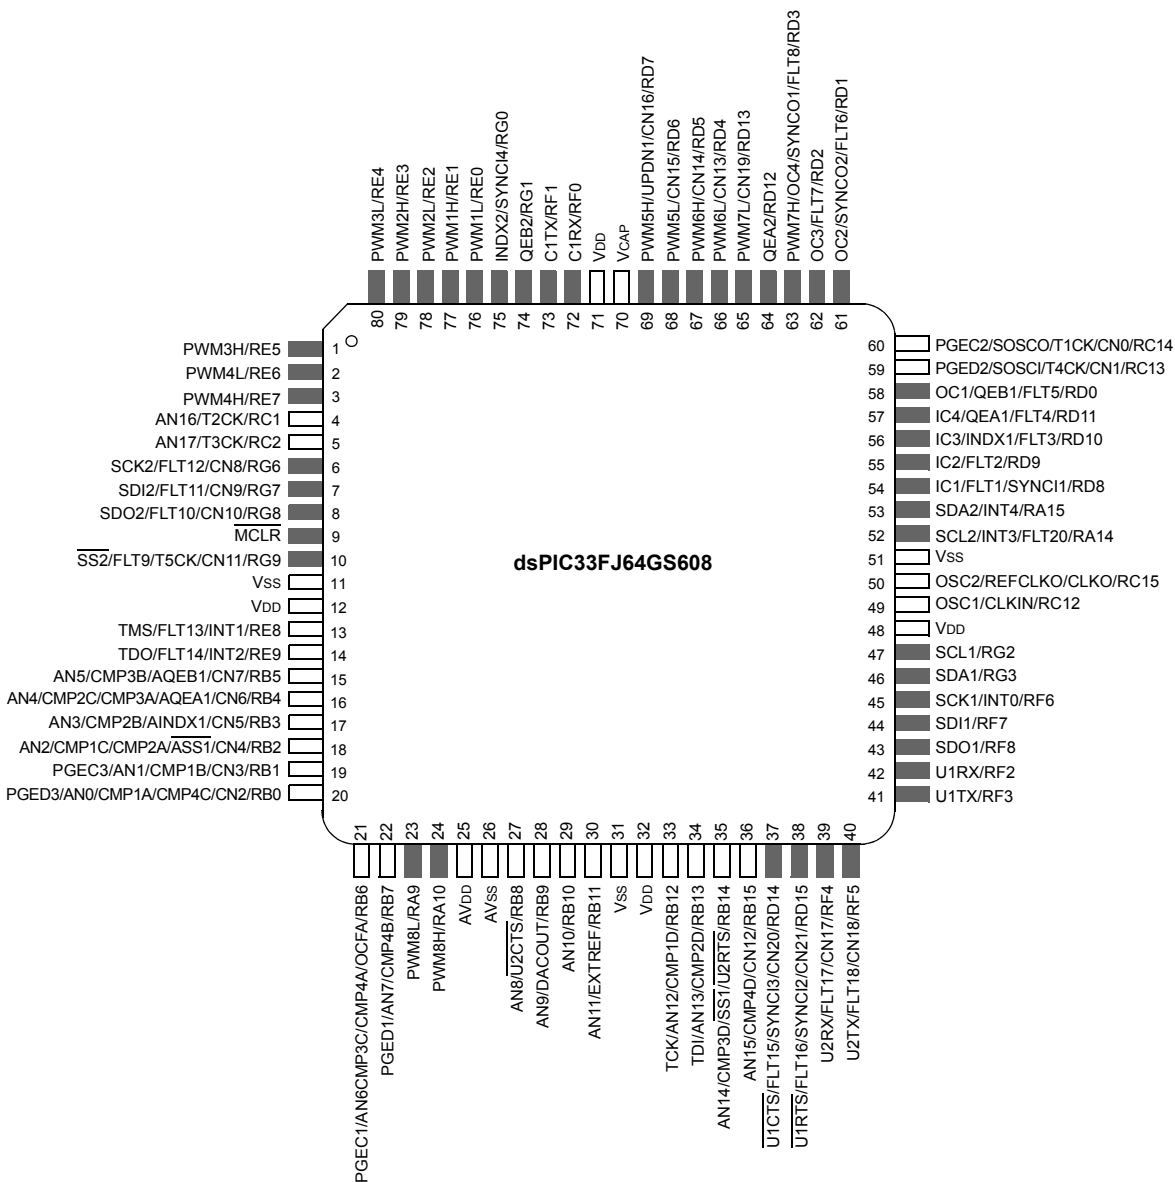 PWM3L/RE4
PWM2H/RE3
PWM2L/RE2
PWM1H/RE1
PWM1L/RE0
INDX2/SYNCI4/RG0
QEB2/RG1
C1TX/RF1
C1RX/RF0
VDD
VCAP
PWM5H/UPDN1/CN16/RD7
PWM5L/CN15/RD6
PWM6H/CN14/RD5
PWM6L/CN13/RD4
PWM7L/CN19/RD13
QEA2/RD12
PWM7H/OC4/SYNCO1/FLT8/RD3
OC3/FLT7/RD2
OC2/SYNCO2/FLT6/RD1
80 79 78 77 76 75 74 73 72 71 70 69 68 67 66 65 64 63 62 61
PWM3H/RE5 1
PWM4L/RE6 2
PWM4H/RE7 3
AN16/T2CK/RC1 4
AN17/T3CK/RC2 5
SCK2/FLT12/CN8/RG6 6
SDI2/FLT11/CN9/RG7 7
SDO2/FLT10/CN10/RG8 8
MCLR 9
SS2/FLT9/T5CK/CN11/RG9 10
VSS 11
VDD 12
TMS/FLT13/INT1/RE8 13
TDO/FLT14/INT2/RE9 14
AN5/CMP3B/AQEB1/CN7/RB5 15
AN4/CMP2C/CMP3A/AQEA1/CN6/RB4 16
AN3/CMP2B/AINDX1/CN5/RB3 17
AN2/CMP1C/CMP2A/ASS1/CN4/RB2 18
PGEC3/AN1/CMP1B/CN3/RB1 19
PGED3/AN0/CMP1A/CMP4C/CN2/RB0 20
dsPIC33FJ64GS608
60 PGEC2/SOSCO/T1CK/CN0/RC14
59 PGED2/SOSCI/T4CK/CN1/RC13
58 OC1/QEB1/FLT5/RD0
57 IC4/QEA1/FLT4/RD11
56 IC3/INDX1/FLT3/RD10
55 IC2/FLT2/RD9
54 IC1/FLT1/SYNCI1/RD8
53 SDA2/INT4/RA15
52 SCL2/INT3/FLT20/RA14
51 VSS
50 OSC2/REFCLKO/CLKO/RC15
49 OSC1/CLKIN/RC12
48 VDD
47 SCL1/RG2
46 SDA1/RG3
45 SCK1/INT0/RF6
44 SDI1/RF7
43 SDO1/RF8
42 U1RX/RF2
41 U1TX/RF3
21 22 23 24 25 26 27 28 29 30 31 32 33 34 35 36 37 38 39 40
PGEC1/AN6CMP3C/CMP4A/OCFA/RB6
PGED1/AN7/CMP4B/RB7
PWM8L/RA9
PWM8H/RA10
AVDD
AVSS
AN8/U2CTS/RB8
AN9/DACOUT/RB9
AN10/RB10
AN11/EXTREF/RB11
VSS
VDD
TCK/AN12/CMP1D/RB12
TDI/AN13/CMP2D/RB13
AN14/CMP3D/SS1/U2RTS/RB14
AN15/CMP4D/CN12/RB15
U1CTS/FLT15/SYNCI3/CN20/RD14
U1RTS/FLT16/SYNCI2/CN21/RD15
U2RX/FLT17/CN17/RF4
U2TX/FLT18/CN18/RF5